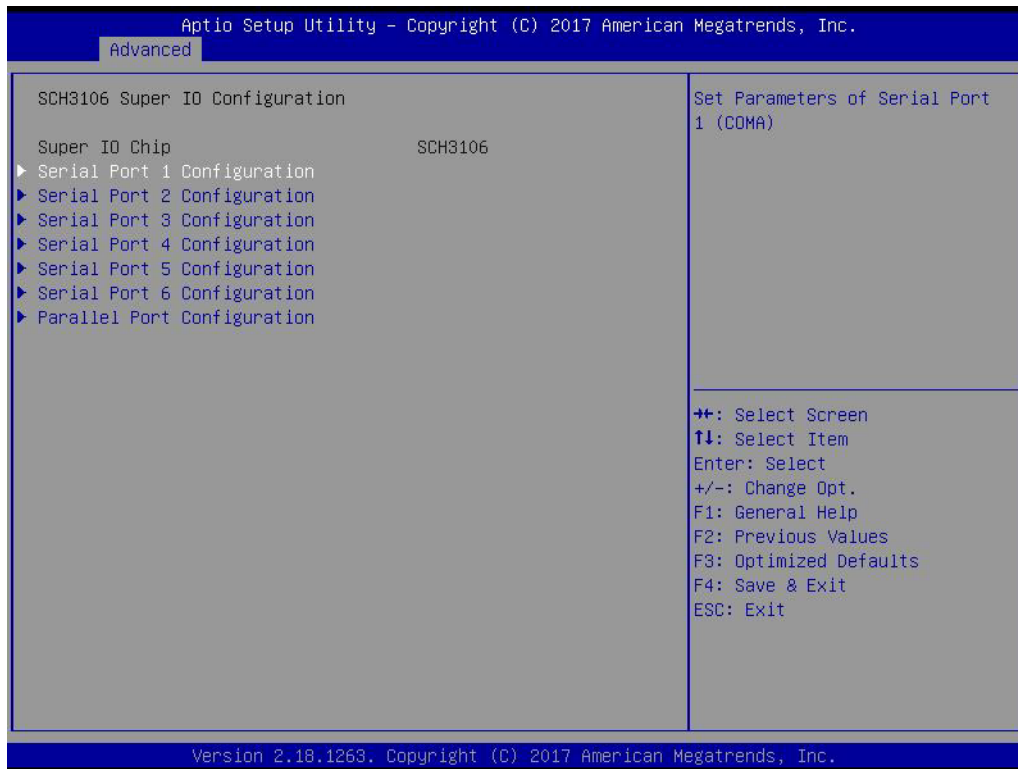 Aptio Setup Utility – Copyright (C) 2017 American Megatrends, Inc.
Advanced
SCH3106 Super IO Configuration
Super IO Chip SCH3106
▶ Serial Port 1 Configuration
▶ Serial Port 2 Configuration
▶ Serial Port 3 Configuration
▶ Serial Port 4 Configuration
▶ Serial Port 5 Configuration
▶ Serial Port 6 Configuration
▶ Parallel Port Configuration
Set Parameters of Serial Port
1 (COMA)
→←: Select Screen
↑↓: Select Item
Enter: Select
+/-: Change Opt.
F1: General Help
F2: Previous Values
F3: Optimized Defaults
F4: Save & Exit
ESC: Exit
Version 2.18.1263. Copyright (C) 2017 American Megatrends, Inc.